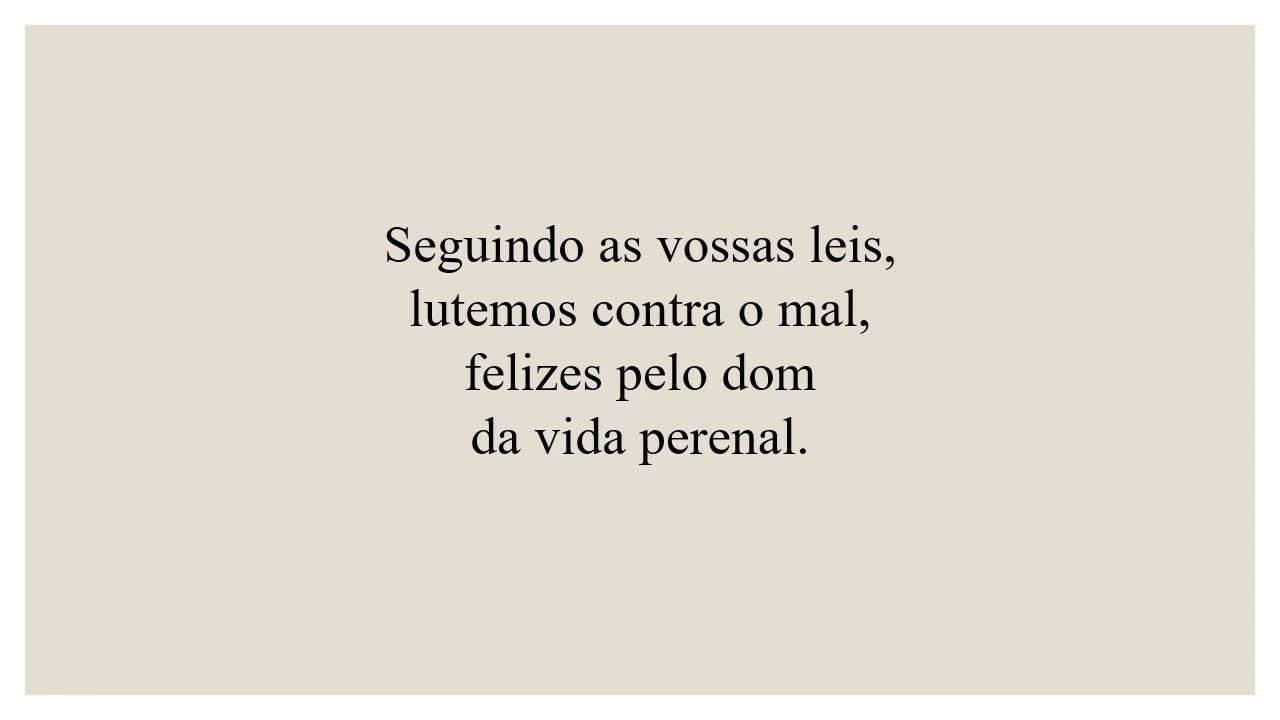 Seguindo as vossas leis,
lutemos contra o mal,
felizes pelo dom
da vida perenal.